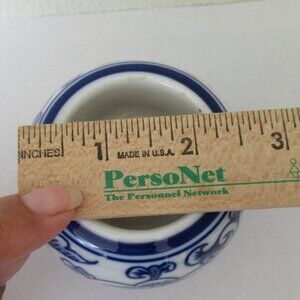 INCHES 1 MADE IN U.S.A. 2 3
PersoNet
The Personnel Network